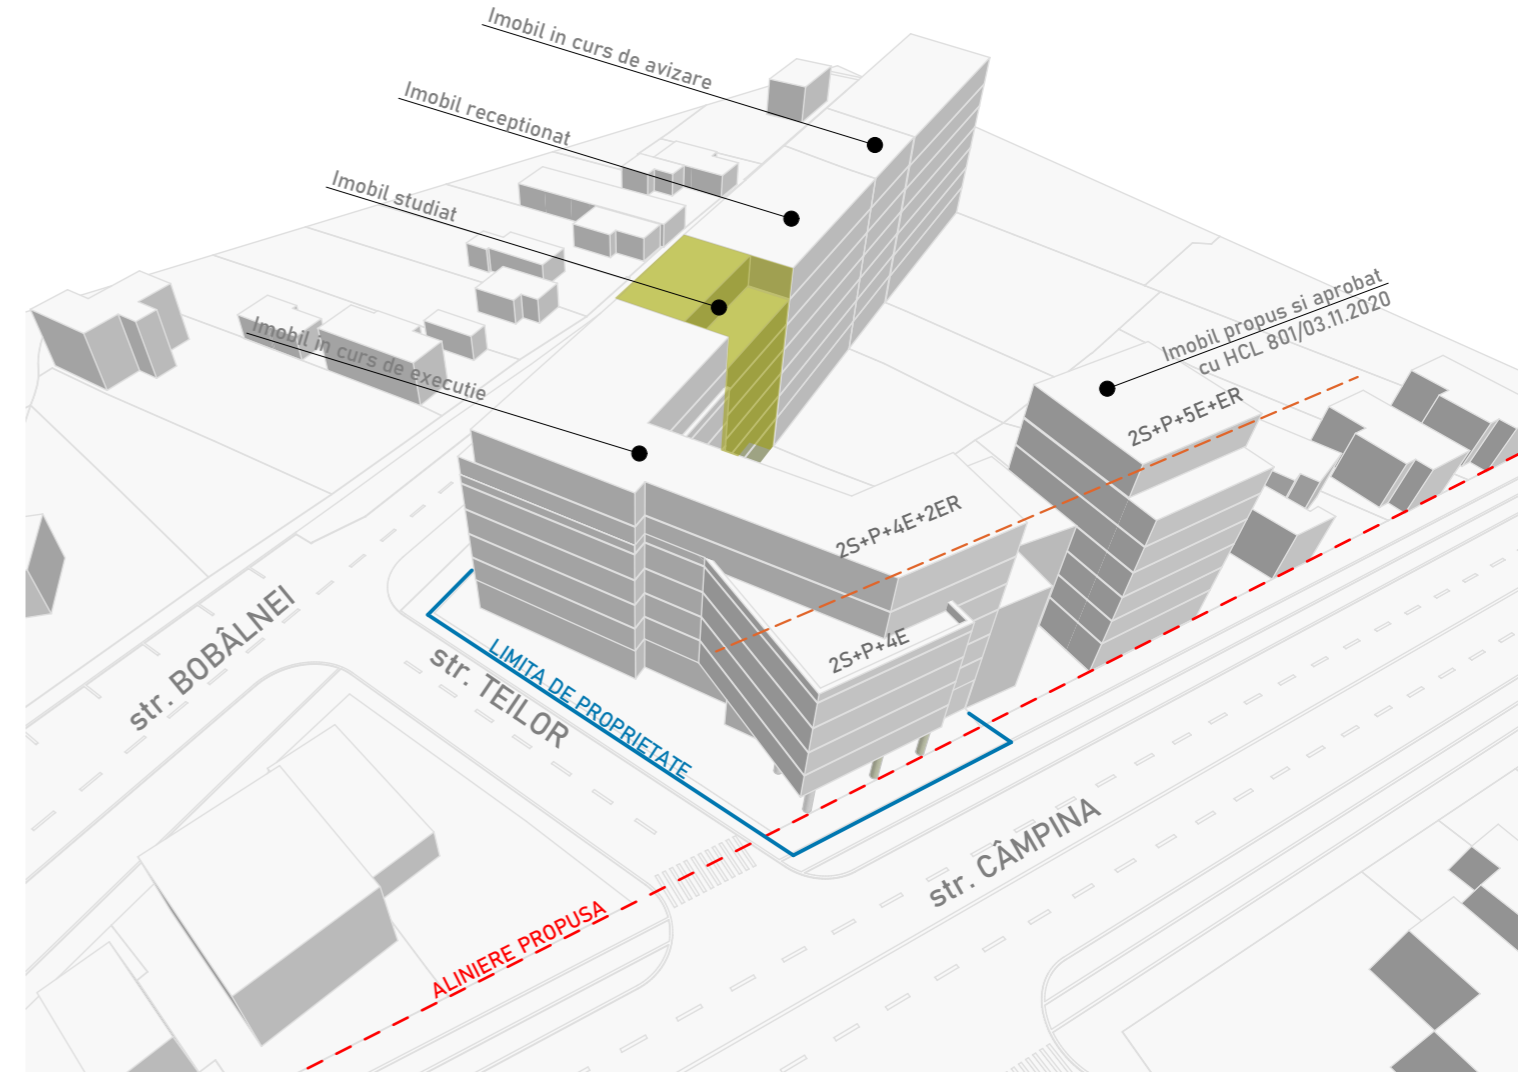 Imobil in curs de avizare
Imobil receptionat
Imobil studiat
Imobil in curs de executie
Imobil propus si aprobat
cu HCL 801/03.11.2020
2S+P+5E+ER
2S+P+4E+2ER
2S+P+4E
str. BOBÂLNEI
str. TEILOR
LIMITA DE PROPRIETATE
str. CÂMPINA
ALINIERE PROPUSA